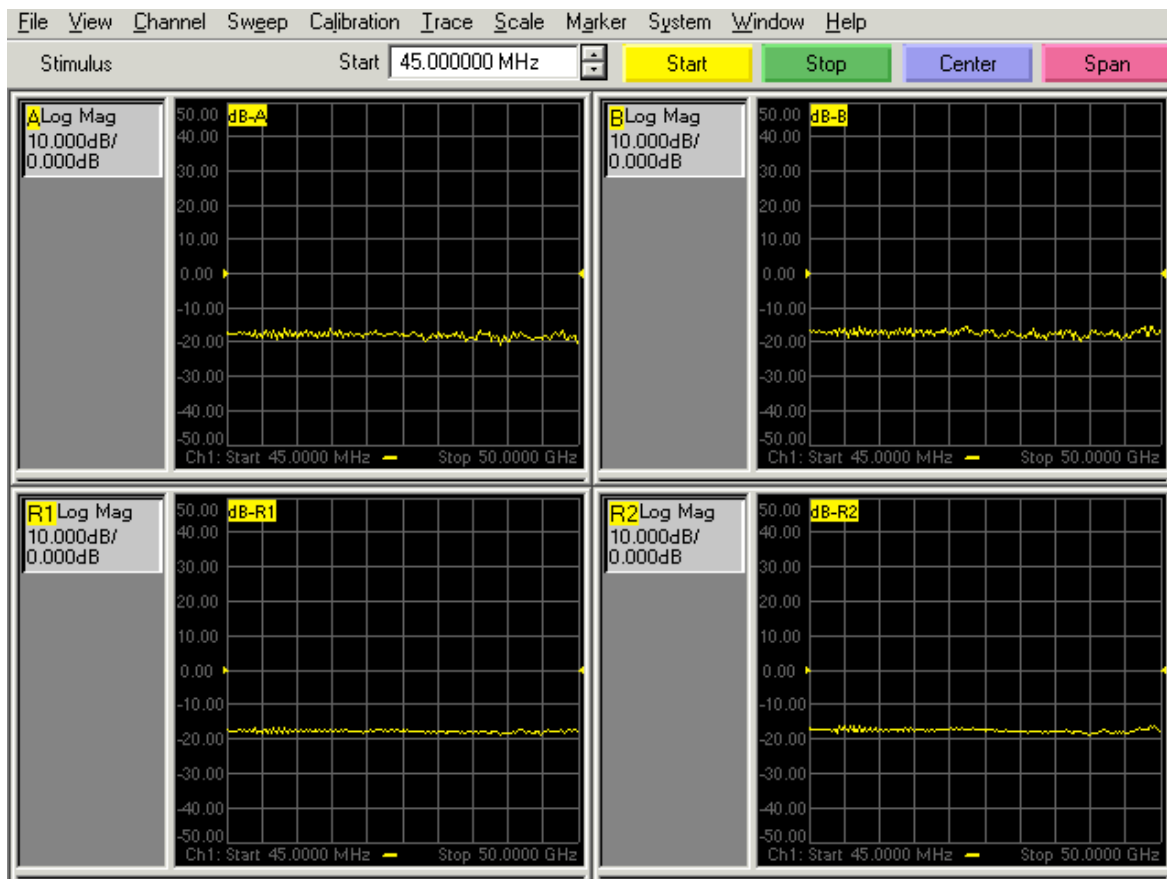 File View Channel Sweep Calibration Trace Scale Marker System Window Help
Stimulus Start 45.000000 MHz Start Stop Center Span
A Log Mag
10.000dB/
0.000dB
50.00 dB-A
40.00
30.00
20.00
10.00
0.00
-10.00
-20.00
-30.00
-40.00
-50.00
Ch1: Start 45.0000 MHz Stop 50.0000 GHz
B Log Mag
10.000dB/
0.000dB
50.00 dB-B
40.00
30.00
20.00
10.00
0.00
-10.00
-20.00
-30.00
-40.00
-50.00
Ch1: Start 45.0000 MHz Stop 50.0000 GHz
R1 Log Mag
10.000dB/
0.000dB
50.00 dB-R1
40.00
30.00
20.00
10.00
0.00
-10.00
-20.00
-30.00
-40.00
-50.00
Ch1: Start 45.0000 MHz Stop 50.0000 GHz
R2 Log Mag
10.000dB/
0.000dB
50.00 dB-R2
40.00
30.00
20.00
10.00
0.00
-10.00
-20.00
-30.00
-40.00
-50.00
Ch1: Start 45.0000 MHz Stop 50.0000 GHz